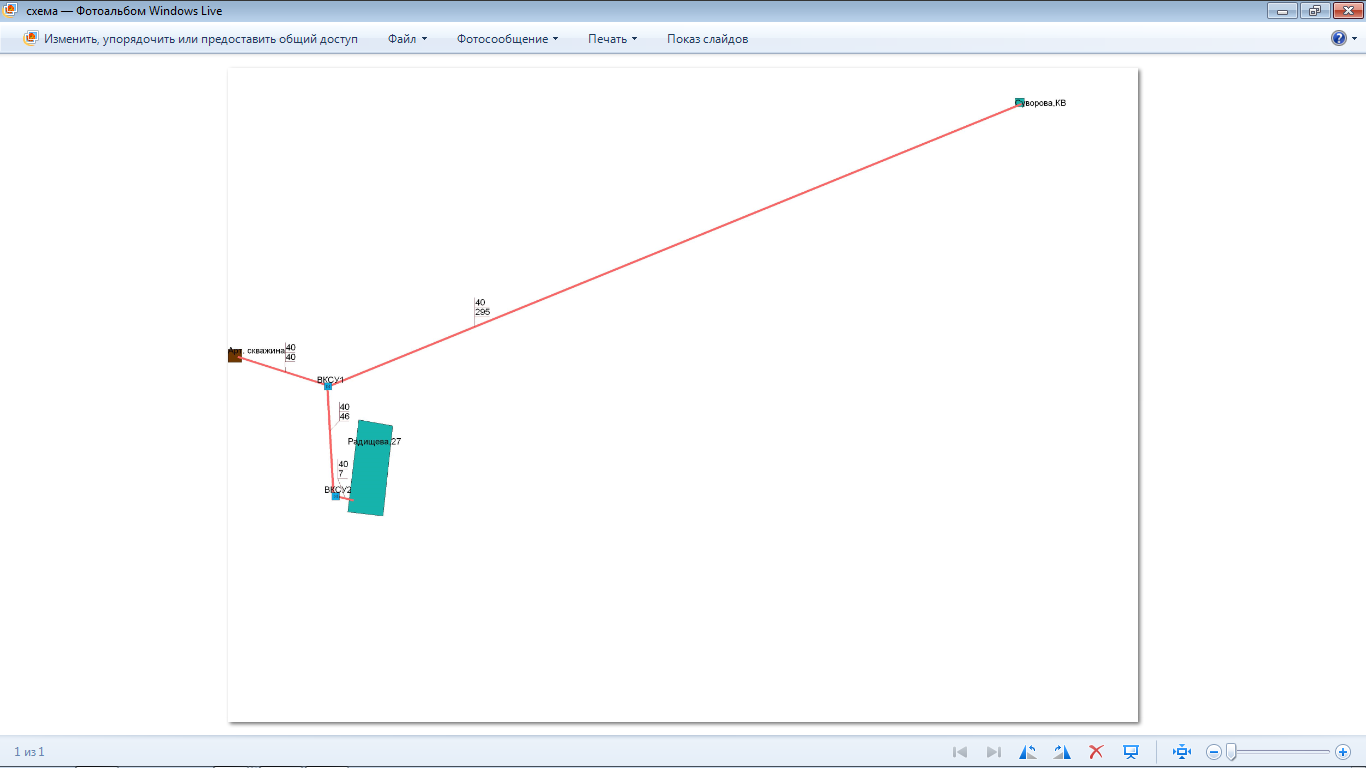 схема — Фотоальбом Windows Live
Изменить, упорядочить или предоставить общий доступ Файл Фотосообщение Печать Показ слайдов
Суворова,КВ
40
295
Арт. скважина
40
40
ВКСУ1
40
46
Радищева,27
40
7
ВКСУ2
1 из 1